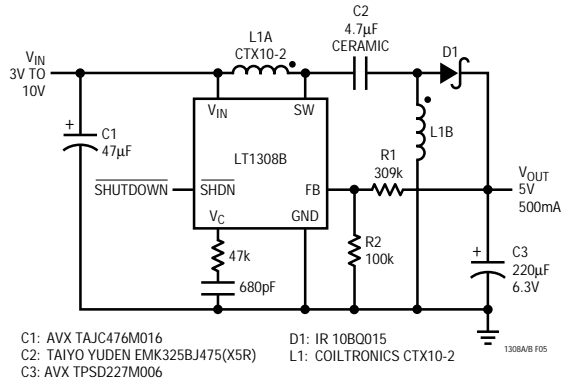 C2
4.7µF
CERAMIC
L1A
CTX10-2
D1
VIN
3V TO
10V
VIN
SW
L1B
+
C1
47µF
LT1308B
R1
309k
VOUT
5V
500mA
SHUTDOWN
SHDN
FB
VC
GND
R2
100k
47k
680pF
+
C3
220µF
6.3V
C1: AVX TAJC476M016
C2: TAIYO YUDEN EMK325BJ475(X5R)
C3: AVX TPSD227M006
D1: IR 10BQ015
L1: COILTRONICS CTX10-2
1308A/B F05